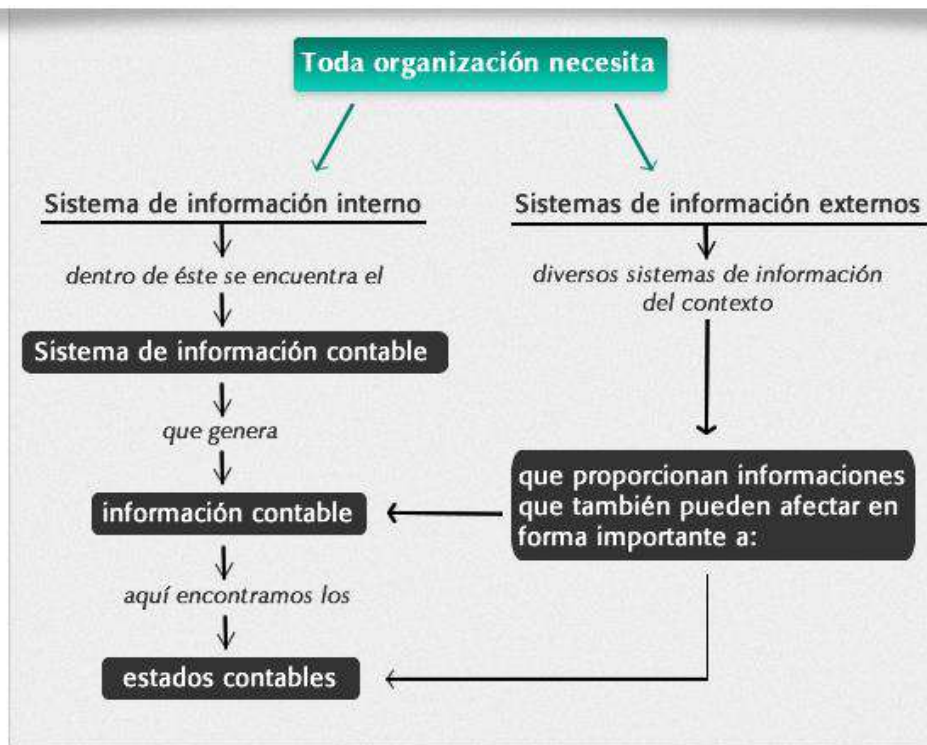 Toda organización necesita
Sistema de información interno
dentro de éste se encuentra el
Sistema de información contable
que genera
información contable
aquí encontramos los
estados contables
Sistemas de información externos
diversos sistemas de información
del contexto
que proporcionan informaciones
que también pueden afectar en
forma importante a: